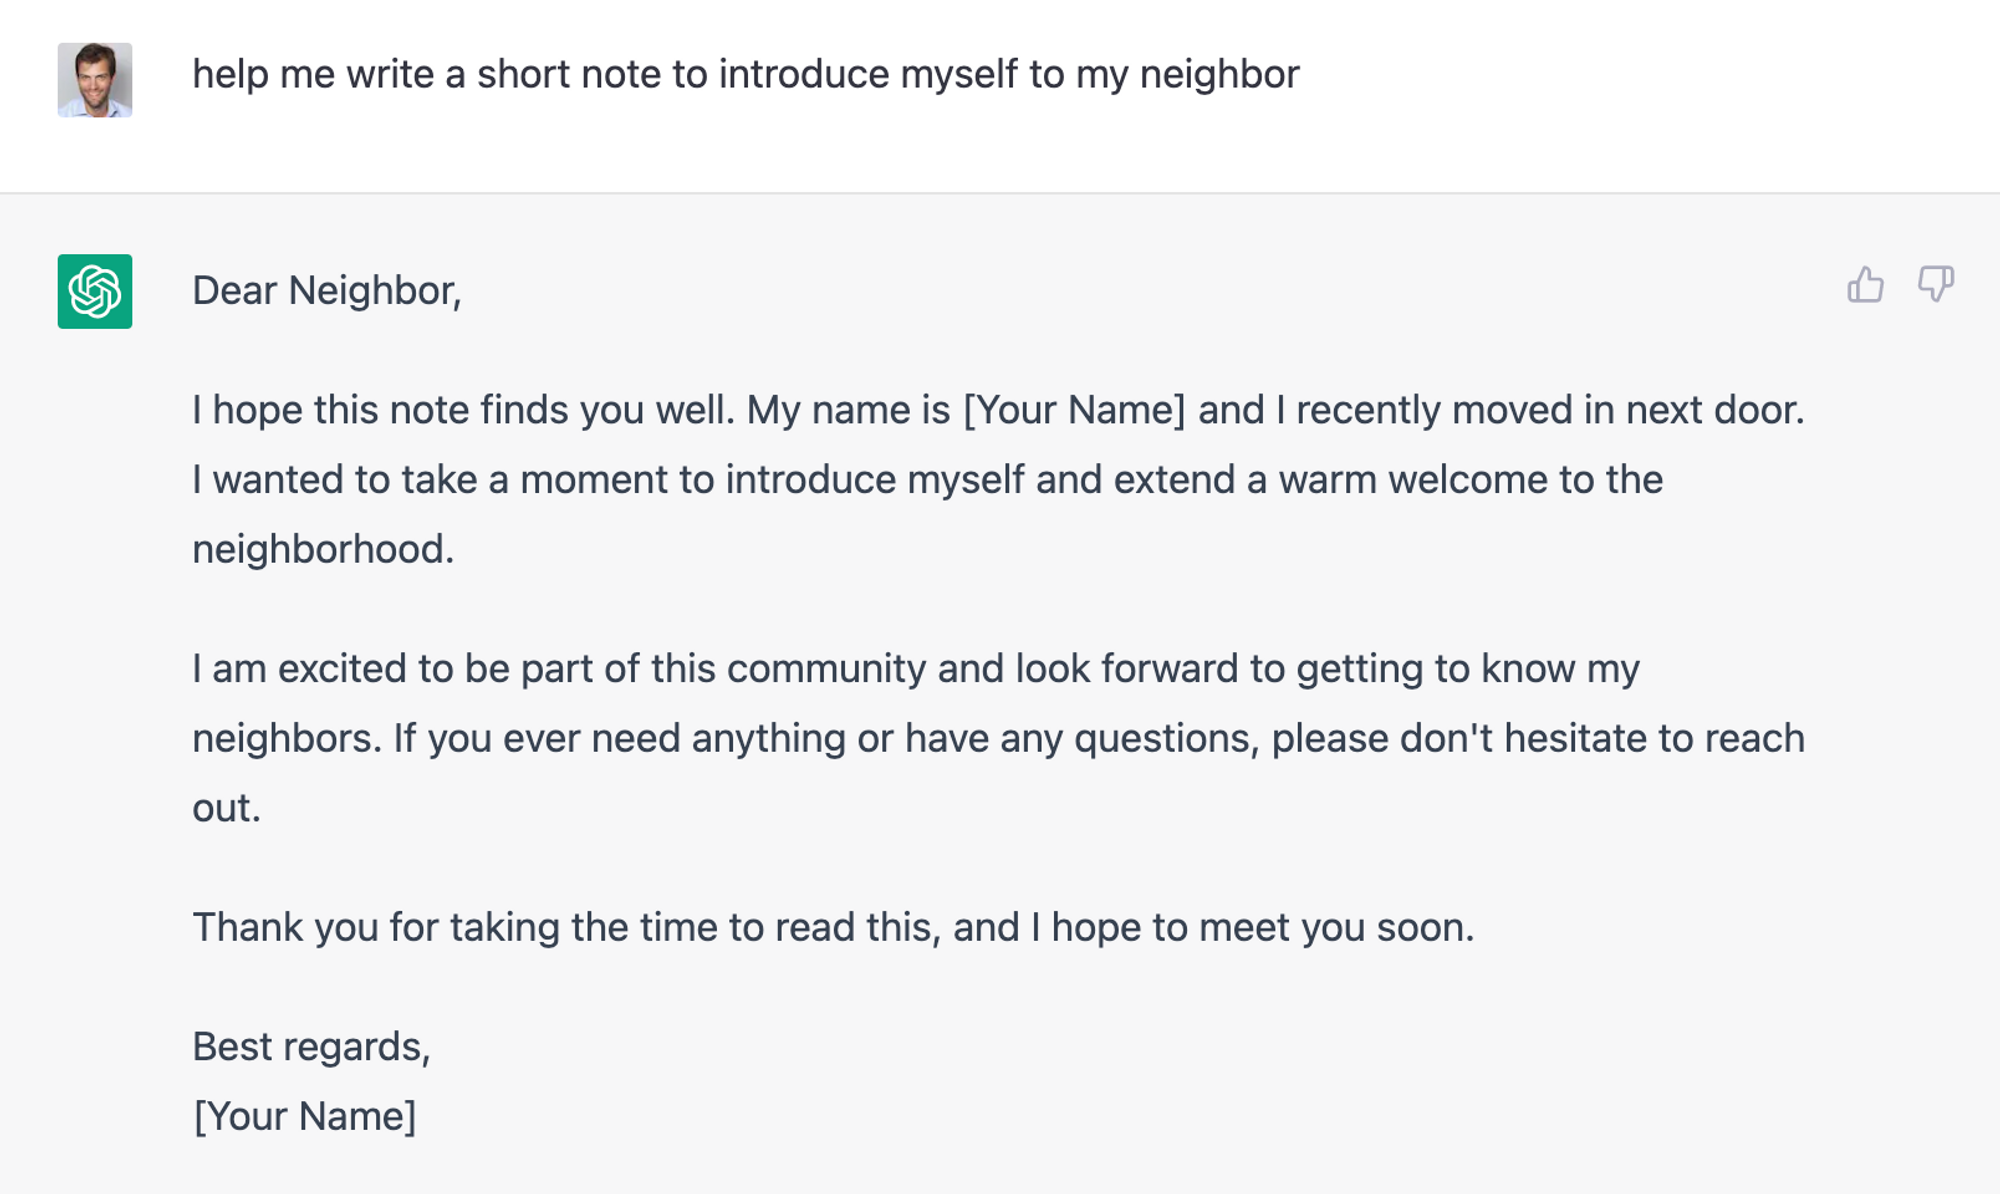 help me write a short note to introduce myself to my neighbor
Dear Neighbor,
I hope this note finds you well. My name is [Your Name] and I recently moved in next door.
I wanted to take a moment to introduce myself and extend a warm welcome to the
neighborhood.
I am excited to be part of this community and look forward to getting to know my
neighbors. If you ever need anything or have any questions, please don't hesitate to reach
out.
Thank you for taking the time to read this, and I hope to meet you soon.
Best regards,
[Your Name]